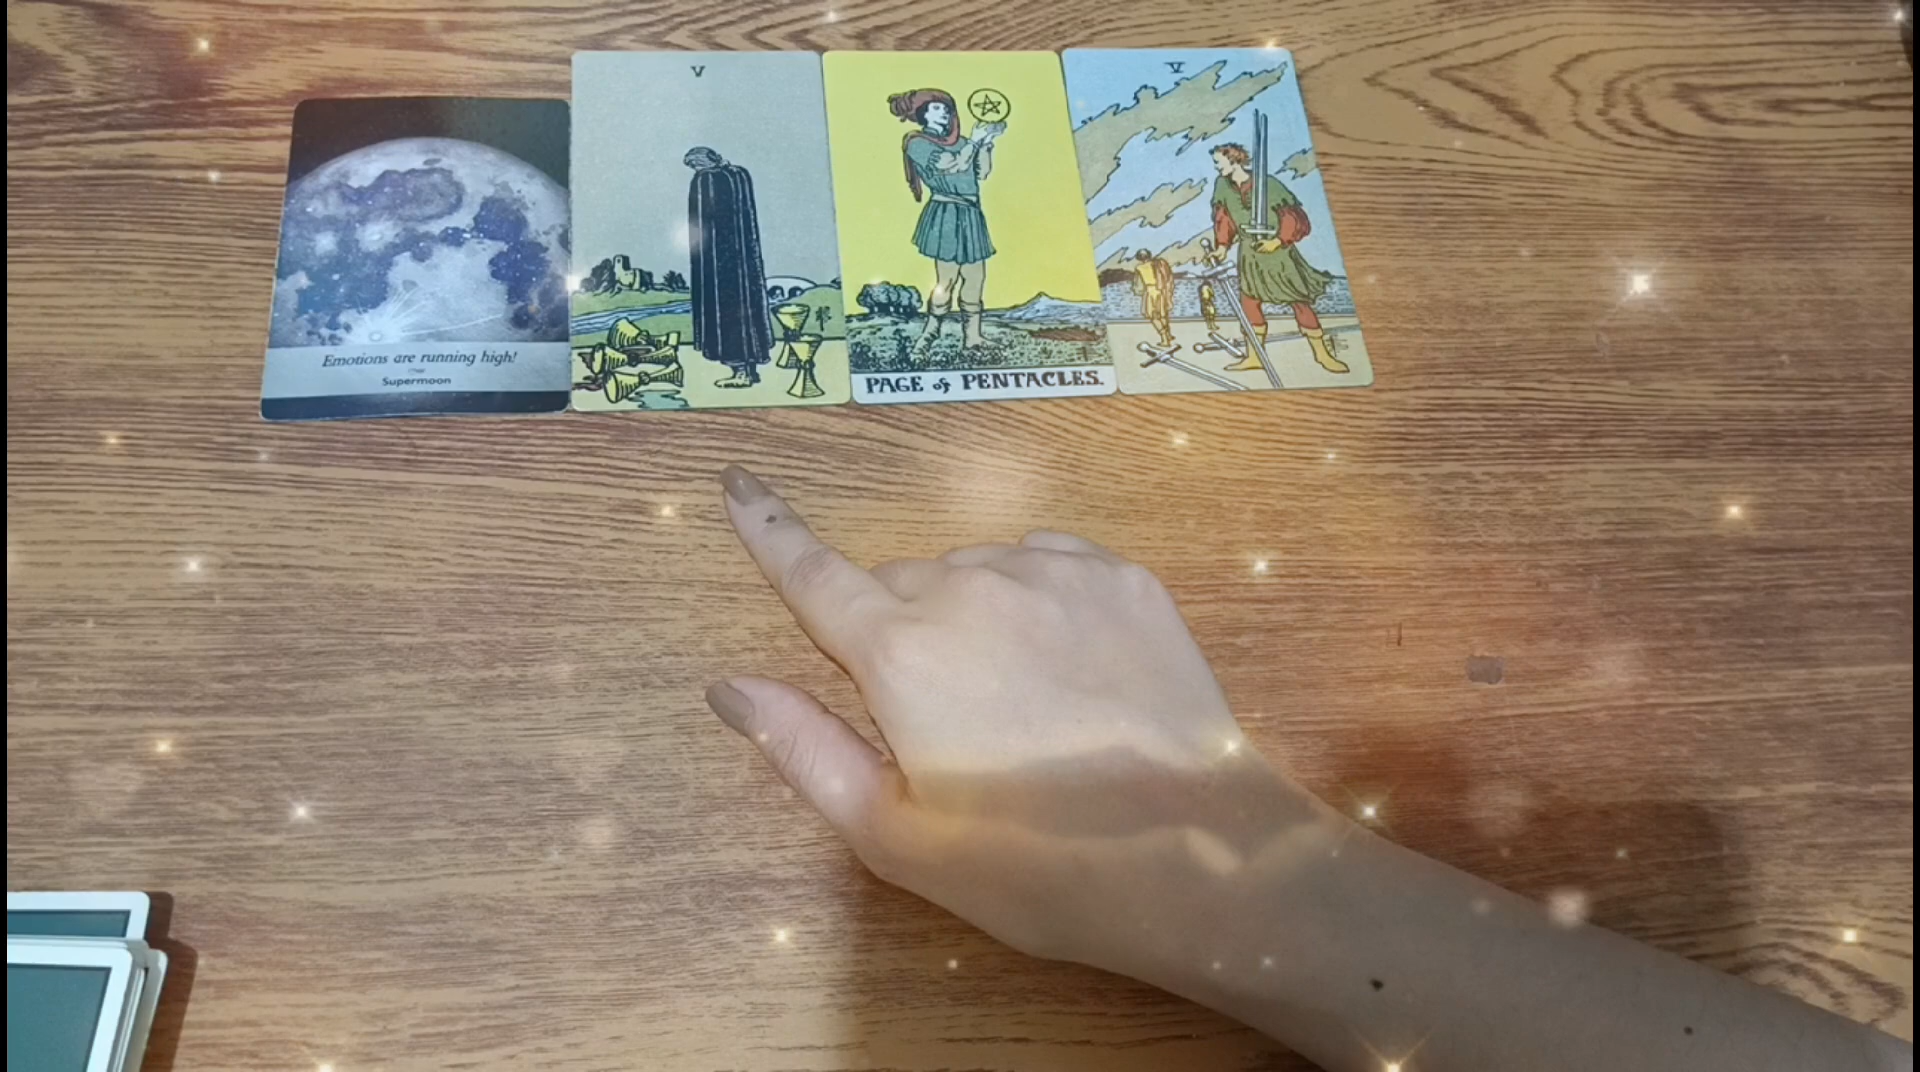 Emotions are running high!
Supermoon
V
PAGE of PENTACLES.
V